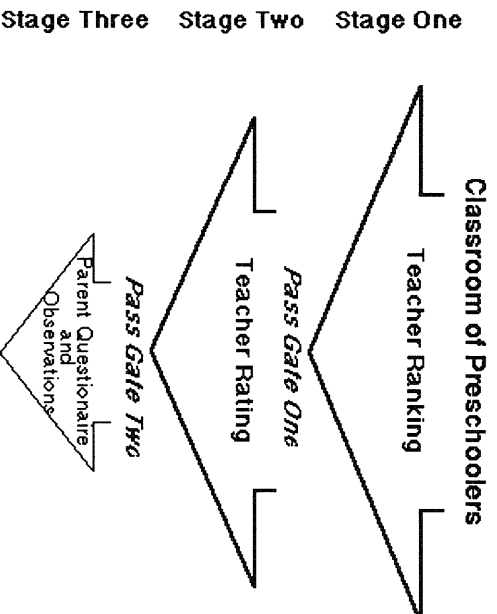 Stage Three Stage Two Stage One
Classroom of Preschoolers
Teacher Ranking
Pass Gate One
Teacher Rating
Pass Gate Two
Parent Questionaire
and
Observations